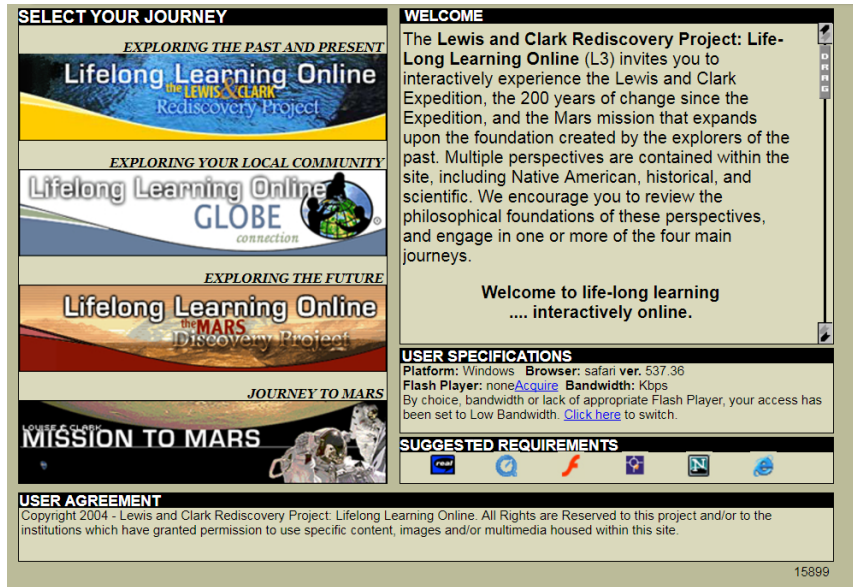 SELECT YOUR JOURNEY
EXPLORING THE PAST AND PRESENT
Lifelong Learning Online
the LEWIS & CLARK
Rediscovery Project
EXPLORING YOUR LOCAL COMMUNITY
Lifelong Learning Online
GLOBE
connection
EXPLORING THE FUTURE
Lifelong Learning Online
the MARS
Discovery Project
JOURNEY TO MARS
LOUISE & CLARK
MISSION TO MARS
WELCOME
The Lewis and Clark Rediscovery Project: Life-
Long Learning Online (L3) invites you to
interactively experience the Lewis and Clark
Expedition, the 200 years of change since the
Expedition, and the Mars mission that expands
upon the foundation created by the explorers of the
past. Multiple perspectives are contained within the
site, including Native American, historical, and
scientific. We encourage you to review the
philosophical foundations of these perspectives,
and engage in one or more of the four main
journeys.
Welcome to life-long learning
.... interactively online.
DRAG
USER SPECIFICATIONS
Platform: Windows Browser: safari ver. 537.36
Flash Player: noneAcquire Bandwidth: Kbps
By choice, bandwidth or lack of appropriate Flash Player, your access has
been set to Low Bandwidth. Click here to switch.
SUGGESTED REQUIREMENTS
real
N
USER AGREEMENT
Copyright 2004 - Lewis and Clark Rediscovery Project: Lifelong Learning Online. All Rights are Reserved to this project and/or to the
institutions which have granted permission to use specific content, images and/or multimedia housed within this site.
15899